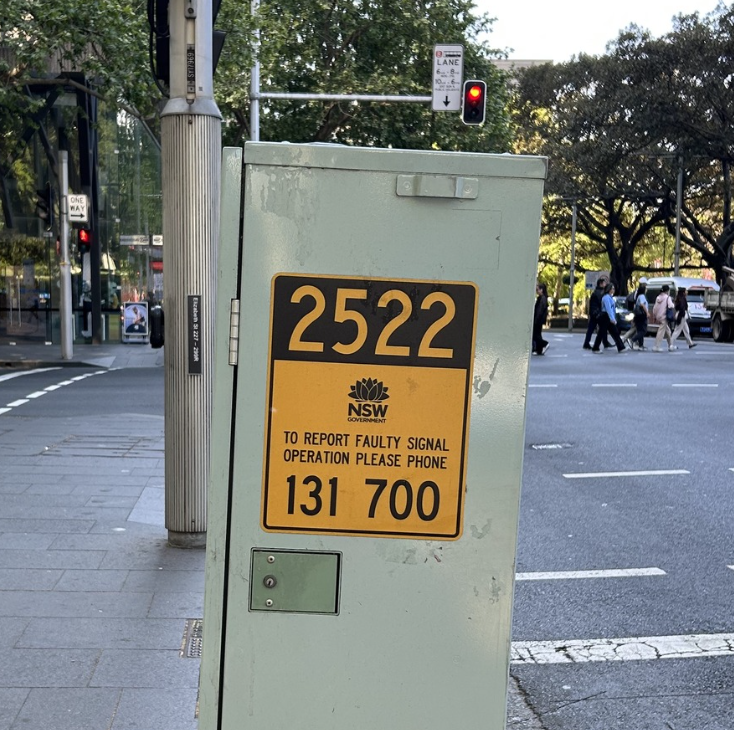 LANE
ONE
WAY
2522
NSW
GOVERNMENT
TO REPORT FAULTY SIGNAL
OPERATION PLEASE PHONE
131 700